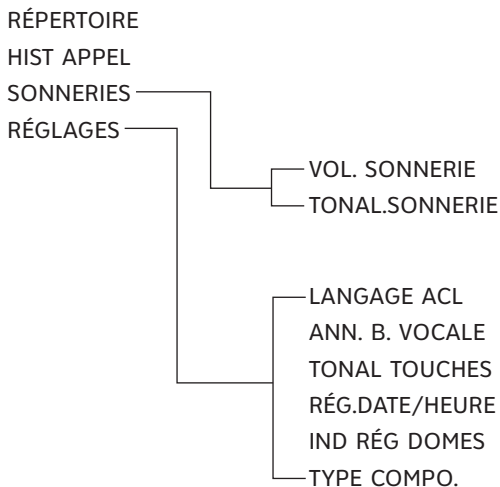 RÉPERTOIRE
HIST APPEL
SONNERIES
RÉGLAGES
VOL. SONNERIE
TONAL.SONNERIE
LANGAGE ACL
ANN. B. VOCALE
TONAL TOUCHES
RÉG.DATE/HEURE
IND RÉG DOMES
TYPE COMPO.